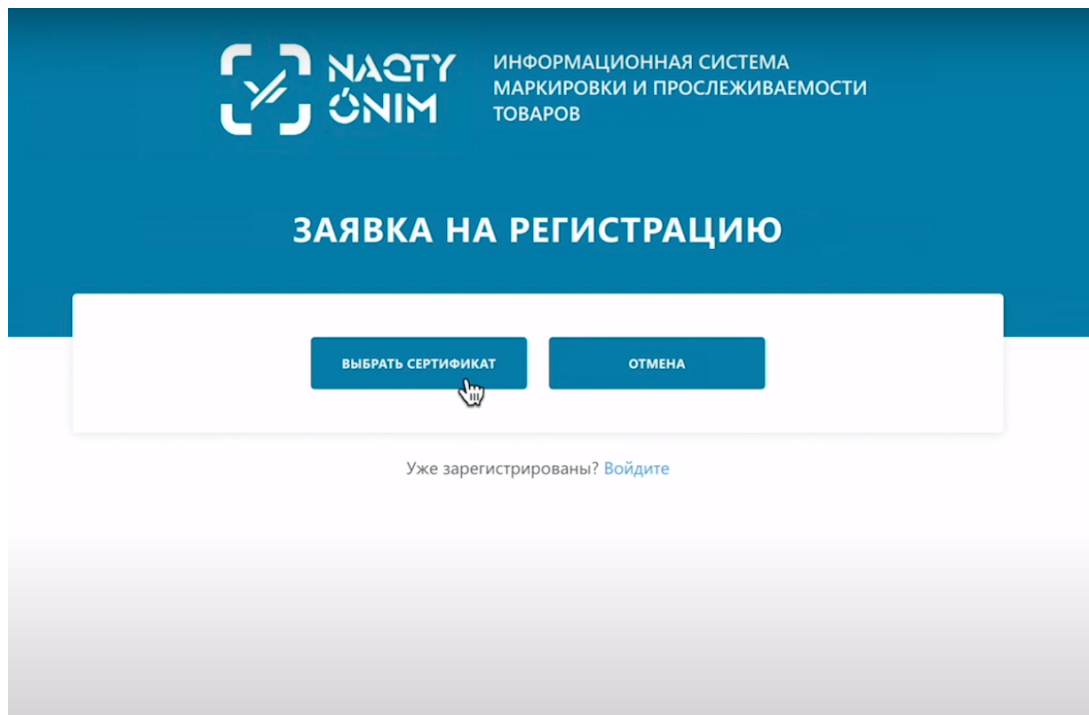 NAQTY
ÓNIM
ИНФОРМАЦИОННАЯ СИСТЕМА
МАРКИРОВКИ И ПРОСЛЕЖИВАЕМОСТИ
ТОВАРОВ
ЗАЯВКА НА РЕГИСТРАЦИЮ
ВЫБРАТЬ СЕРТИФИКАТ
ОТМЕНА
Уже зарегистрированы? Войдите